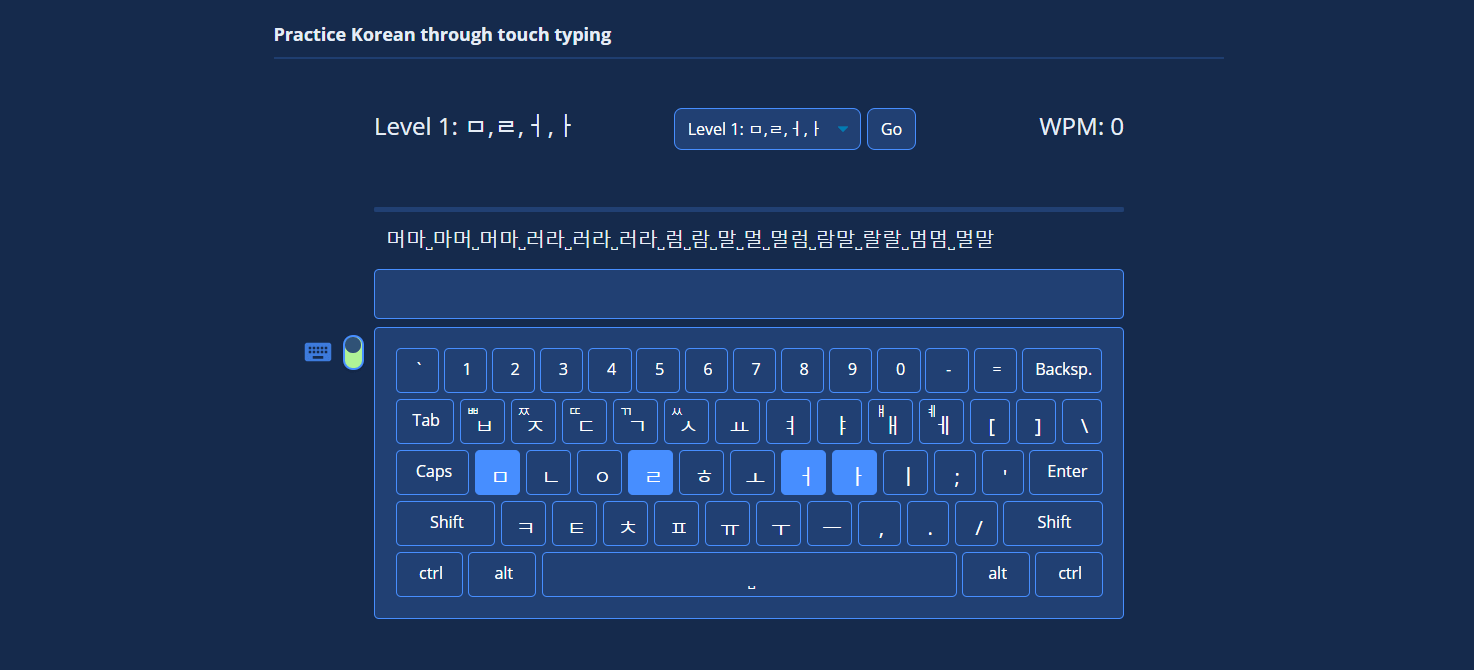 Practice Korean through touch typing
Level 1: ㅁ,ㄹ,ㅓ,ㅏ Level 1: ㅁ,ㄹ,ㅓ,ㅏ Go WPM: 0
머마˽마머˽머마˽러라˽러라˽러라˽럼˽람˽말˽멀˽멀럼˽람말˽랄랄˽멈멈˽멀말
` 1 2 3 4 5 6 7 8 9 0 - = Backsp.
Tab ㅃ ㅂ ㅉ ㅈ ㄸ ㄷ ㄲ ㄱ ㅆ ㅅ ㅛ ㅕ ㅑ ㅒ ㅐ ㅖ ㅔ [ ] \
Caps ㅁ ㄴ ㅇ ㄹ ㅎ ㅗ ㅓ ㅏ ㅣ ; ' Enter
Shift ㅋ ㅌ ㅊ ㅍ ㅠ ㅜ ㅡ , . / Shift
ctrl alt ˽ alt ctrl